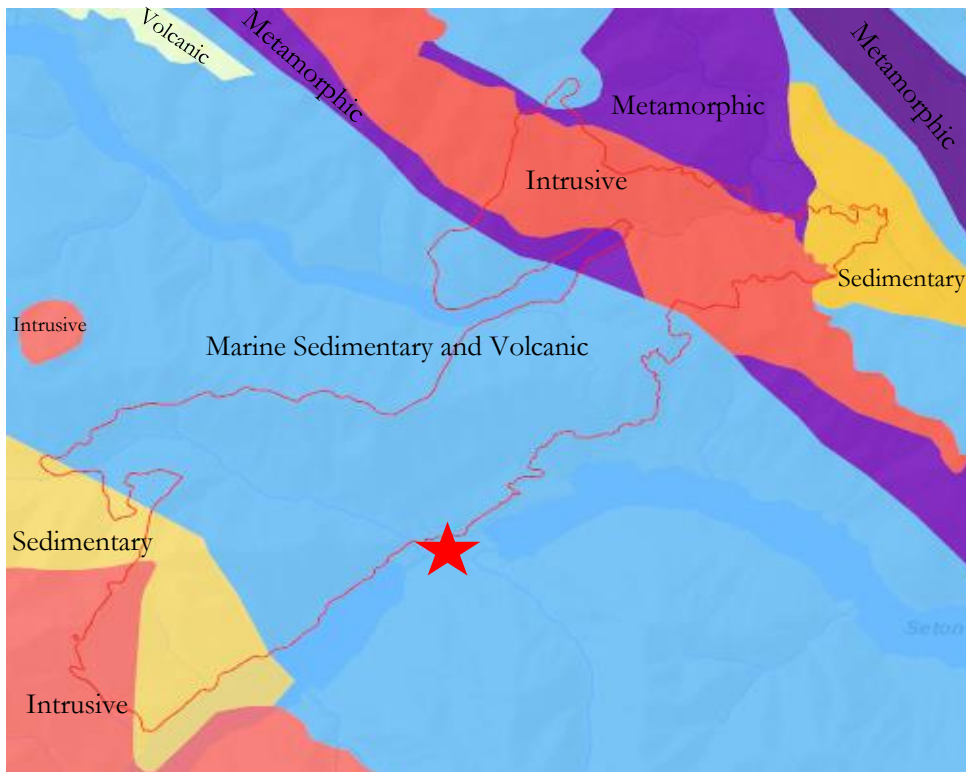 Volcanic
Metamorphic
Metamorphic
Metamorphic
Intrusive
Sedimentary
Intrusive
Marine Sedimentary and Volcanic
Sedimentary
Seton
Intrusive